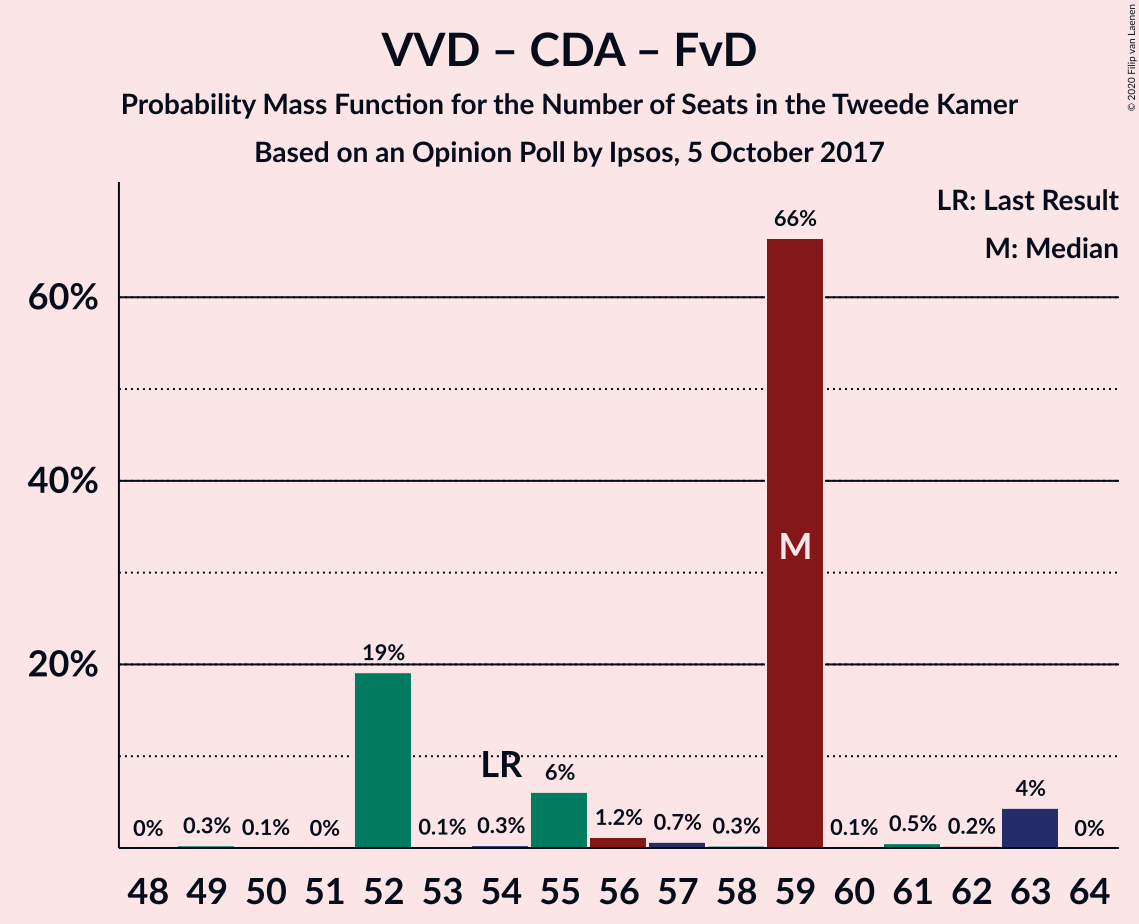 VVD – CDA – FvD
Probability Mass Function for the Number of Seats in the Tweede Kamer
Based on an Opinion Poll by Ipsos, 5 October 2017
© 2020 Filip van Laenen
LR: Last Result
M: Median
60%
40%
20%
0%
0.3%
0.1%
0%
19%
0.1%
0.3%
LR
6%
1.2%
0.7%
0.3%
66%
M
0.1%
0.5%
0.2%
4%
0%
48 49 50 51 52 53 54 55 56 57 58 59 60 61 62 63 64